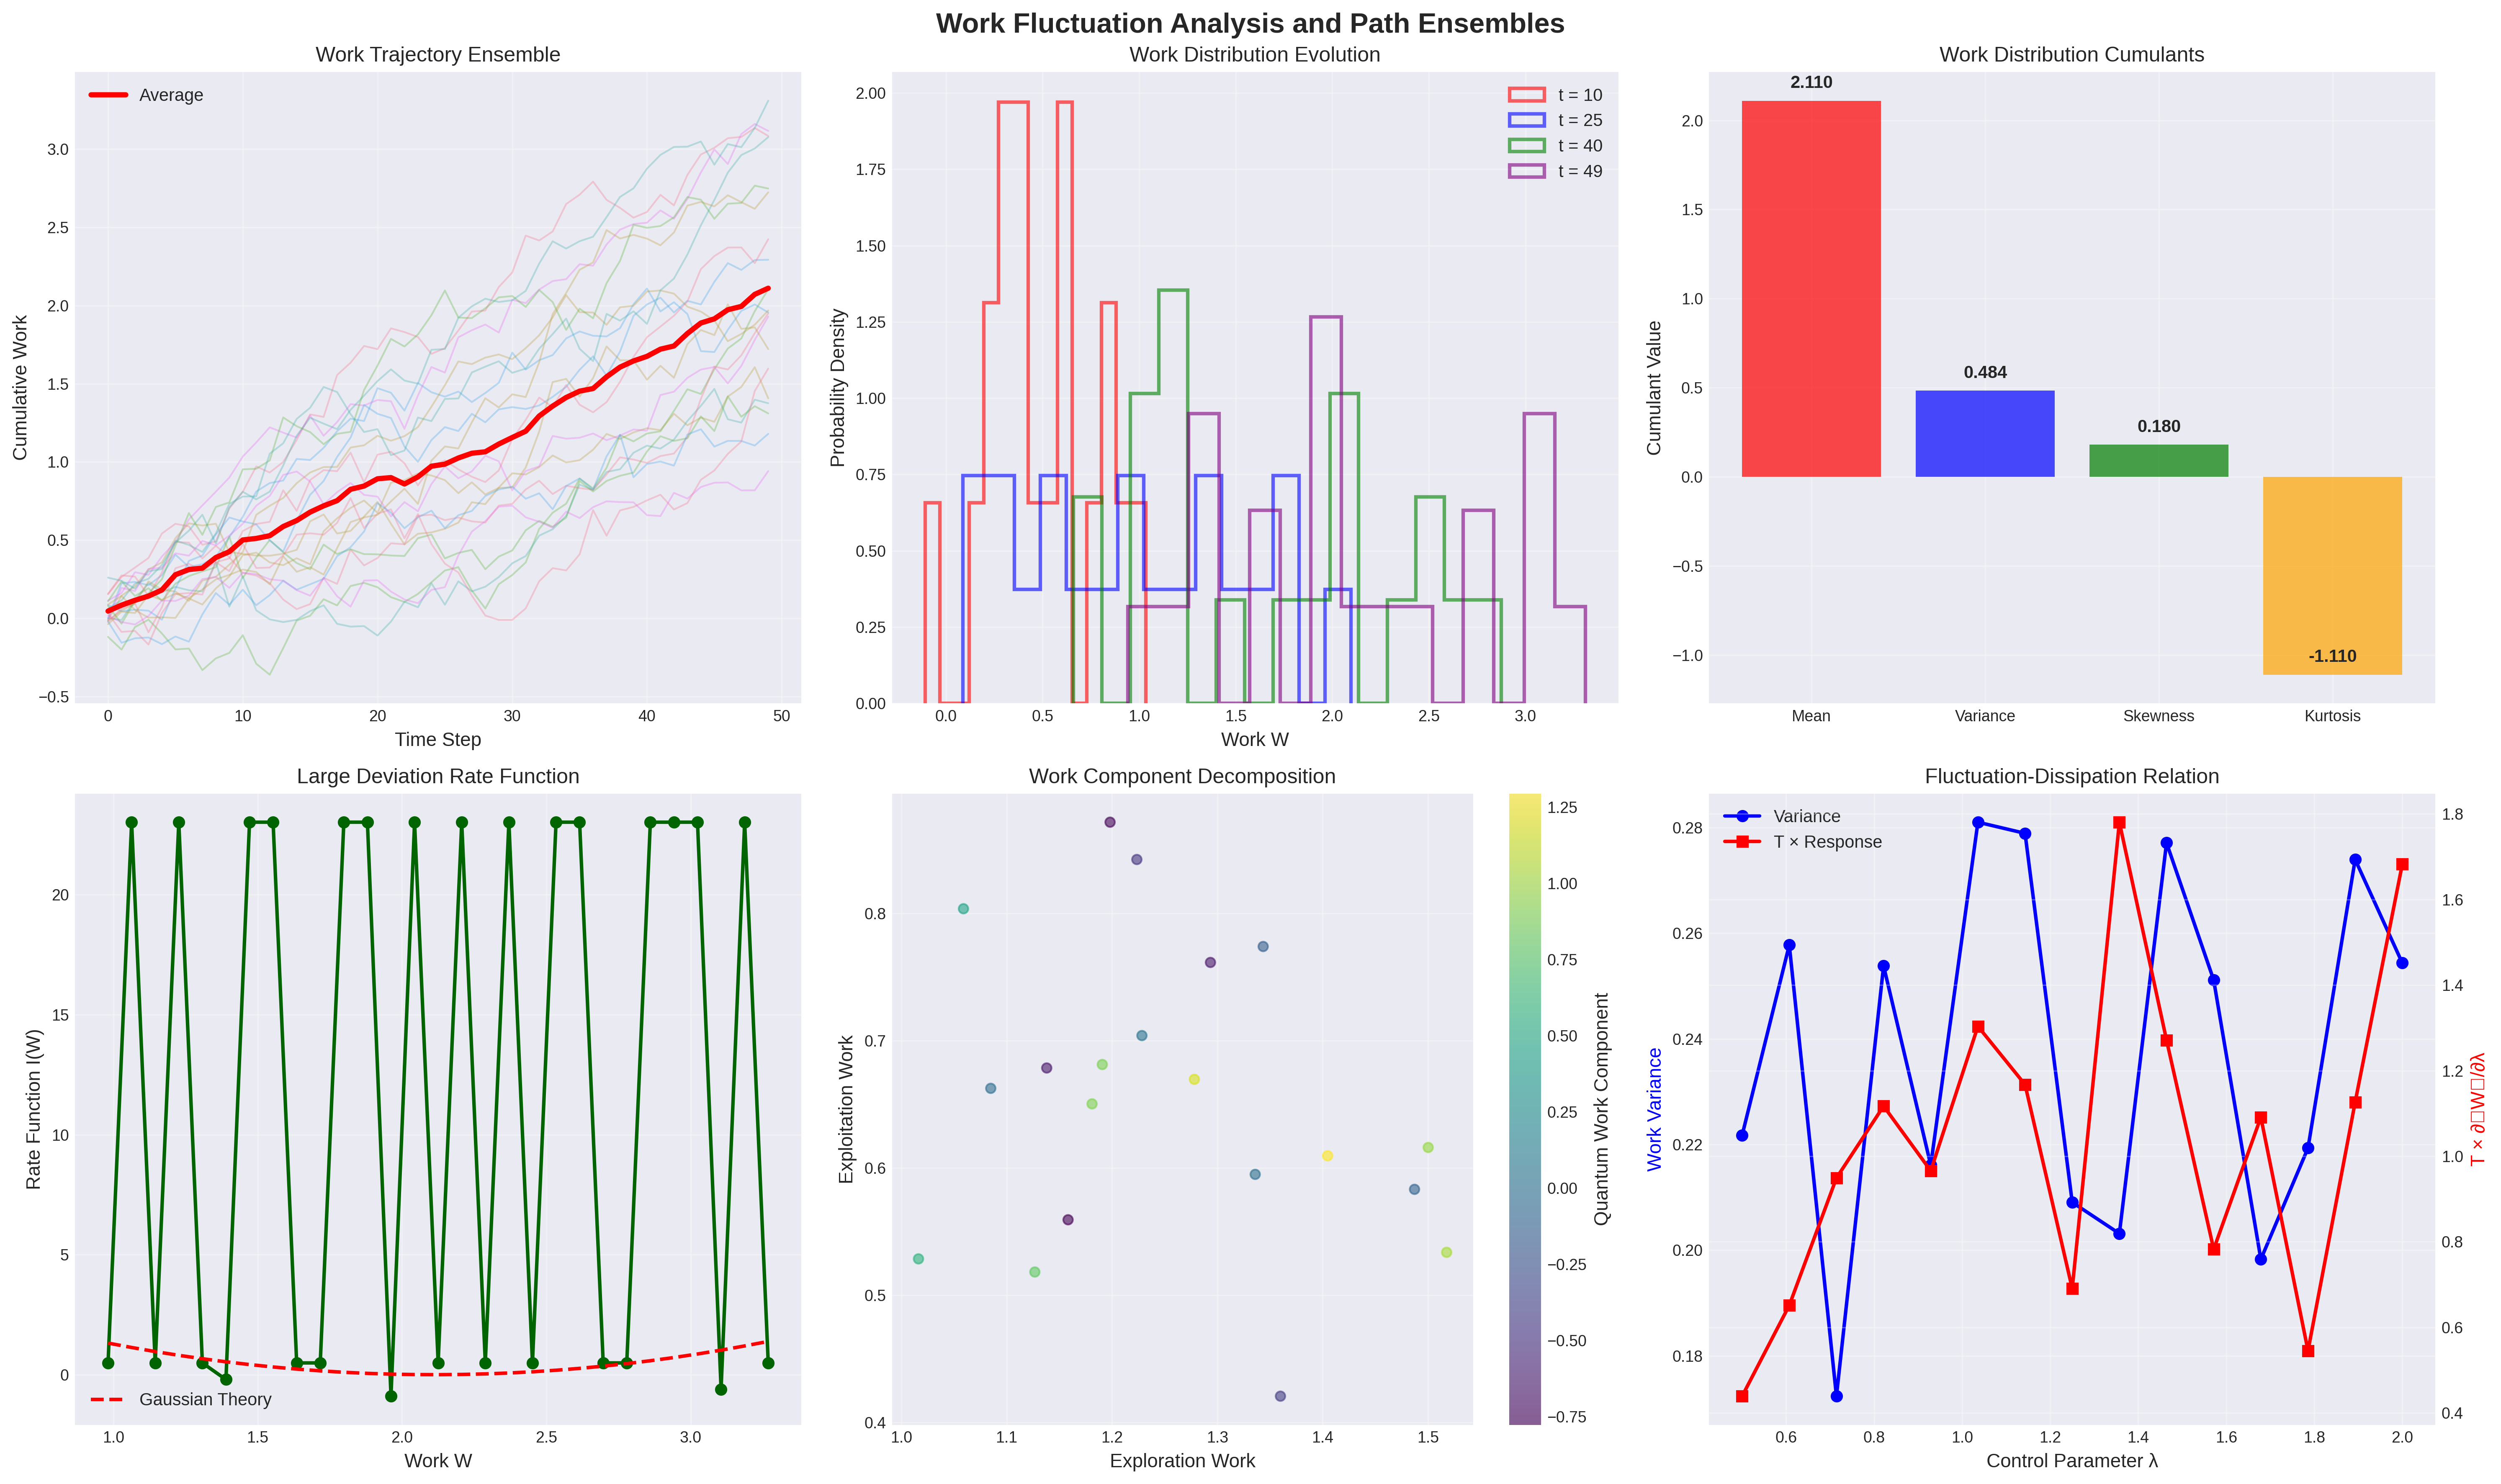 Work Fluctuation Analysis and Path Ensembles
Work Trajectory Ensemble
Average
3.0
2.5
2.0
1.5
1.0
0.5
0.0
−0.5
Cumulative Work
0 10 20 30 40 50
Time Step
Work Distribution Evolution
t = 10
t = 25
t = 40
t = 49
2.00
1.75
1.50
1.25
1.00
0.75
0.50
0.25
0.00
Probability Density
0.0 0.5 1.0 1.5 2.0 2.5 3.0
Work W
Work Distribution Cumulants
2.110
0.484
0.180
-1.110
2.0
1.5
1.0
0.5
0.0
−0.5
−1.0
Cumulant Value
Mean Variance Skewness Kurtosis
Large Deviation Rate Function
20
15
10
5
0
Rate Function I(W)
Gaussian Theory
1.0 1.5 2.0 2.5 3.0
Work W
Work Component Decomposition
0.8
0.7
0.6
0.5
0.4
Exploitation Work
1.0 1.1 1.2 1.3 1.4 1.5
Exploration Work
1.25
1.00
0.75
0.50
0.25
0.00
−0.25
−0.50
−0.75
Quantum Work Component
Fluctuation-Dissipation Relation
Variance
T × Response
0.28
0.26
0.24
0.22
0.20
0.18
Work Variance
0.6 0.8 1.0 1.2 1.4 1.6 1.8 2.0
Control Parameter λ
1.8
1.6
1.4
1.2
1.0
0.8
0.6
0.4
T × ∂□W□/∂λ